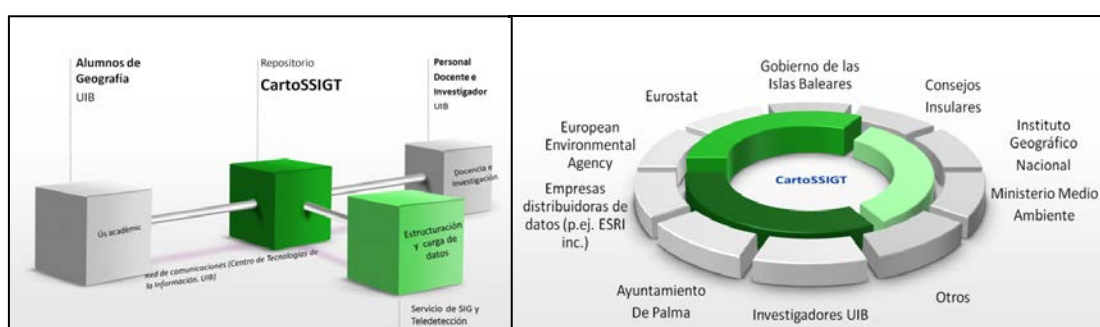 Alumnos de
Geografía
UIB
Repositorio
CartoSSIGT
Personal
Docente e
Investigador
UIB
Docencia e
Investigación
Ús acadèmic
Estructuración
y carga de
datos
Red de comunicaciones (Centro de Tecnologías de
la Información. UIB)
Servicio de SIG y
Teledetección
Gobierno de las
Islas Baleares
Consejos
Insulares
Instituto
Geográfico
Nacional
Ministerio Medio
Ambiente
Otros
Investigadores UIB
Ayuntamiento
De Palma
Empresas
distribuidoras de
datos (p.ej. ESRI
inc.)
European
Environmental
Agency
Eurostat
CartoSSIGT